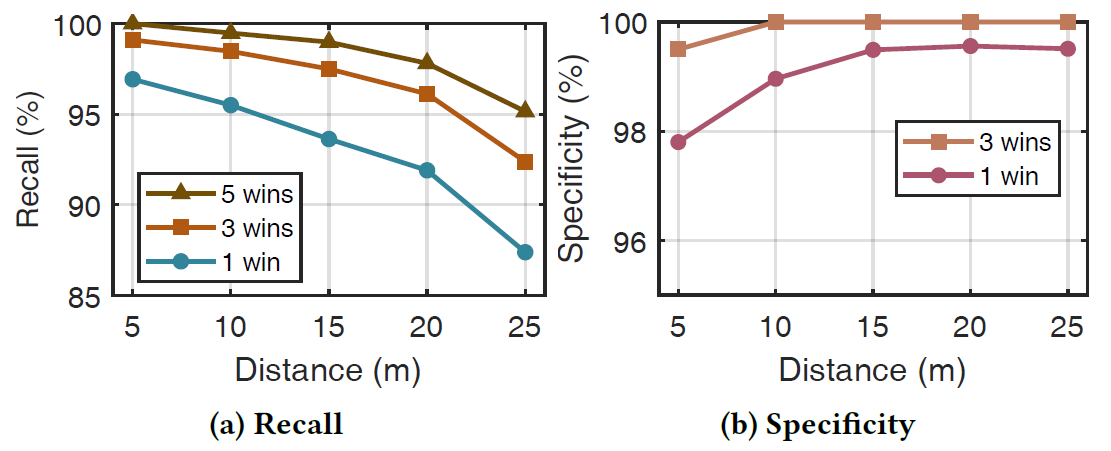 100
95
90
85
Recall (%)
5 wins
3 wins
1 win
5 10 15 20 25
Distance (m)
(a) Recall
100
98
96
Specificity (%)
3 wins
1 win
5 10 15 20 25
Distance (m)
(b) Specificity